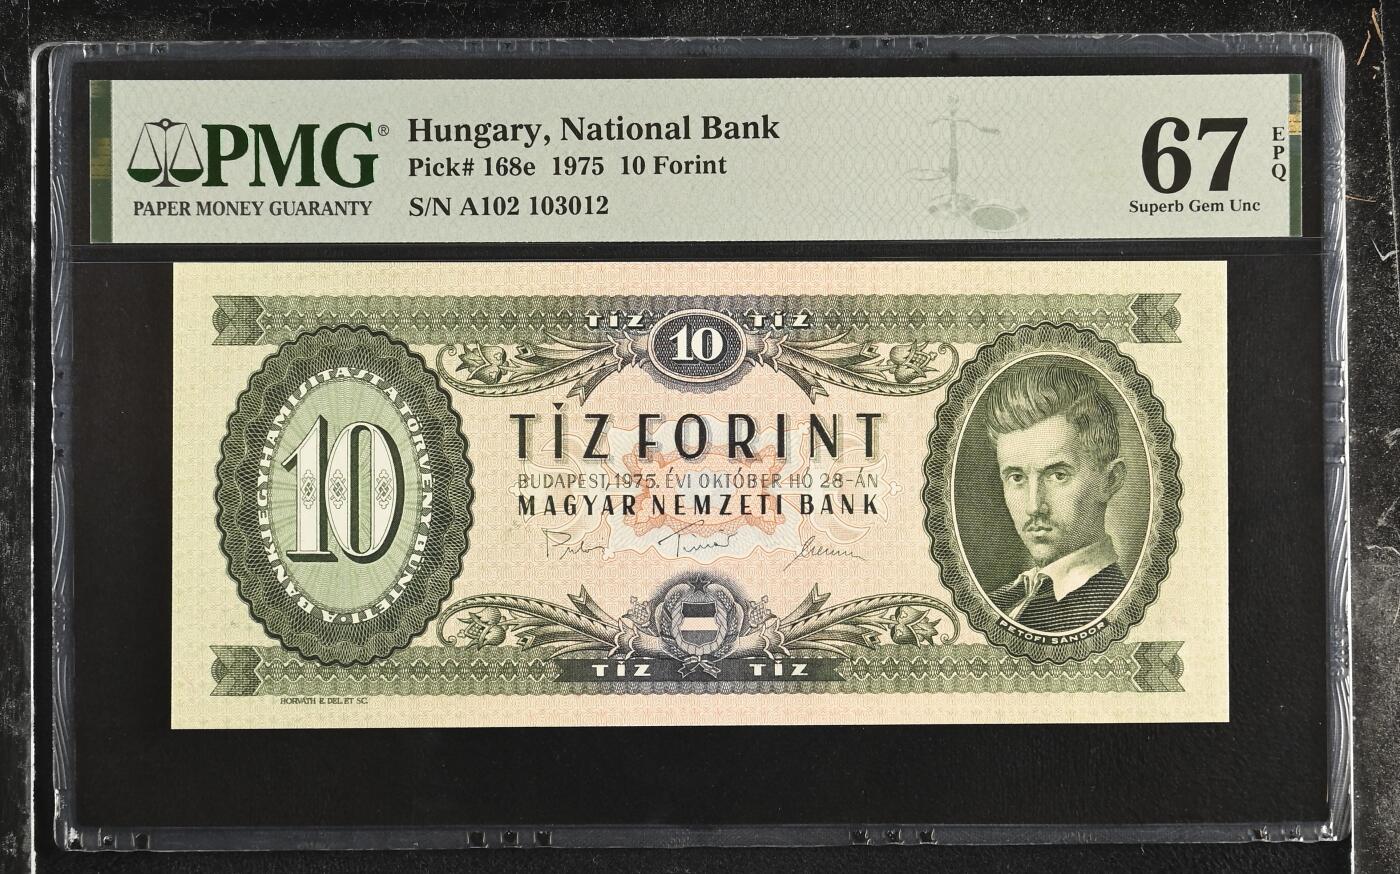 PMG®
PAPER MONEY GUARANTY
Hungary, National Bank
Pick# 168e 1975 10 Forint
S/N A102 103012
67
EPQ
Superb Gem Unc
TÍZ 10 TÍZ
10
A BANKJEGYHAMISÍTÁST A TÖRVÉNY BÜNTETI
TÍZ FORINT
BUDAPEST, 1975. ÉVI OKTÓBER HÓ 28-ÁN
MAGYAR NEMZETI BANK
PETŐFI SÁNDOR
TÍZ TÍZ
HORVÁTH E. DEL. ET SC.